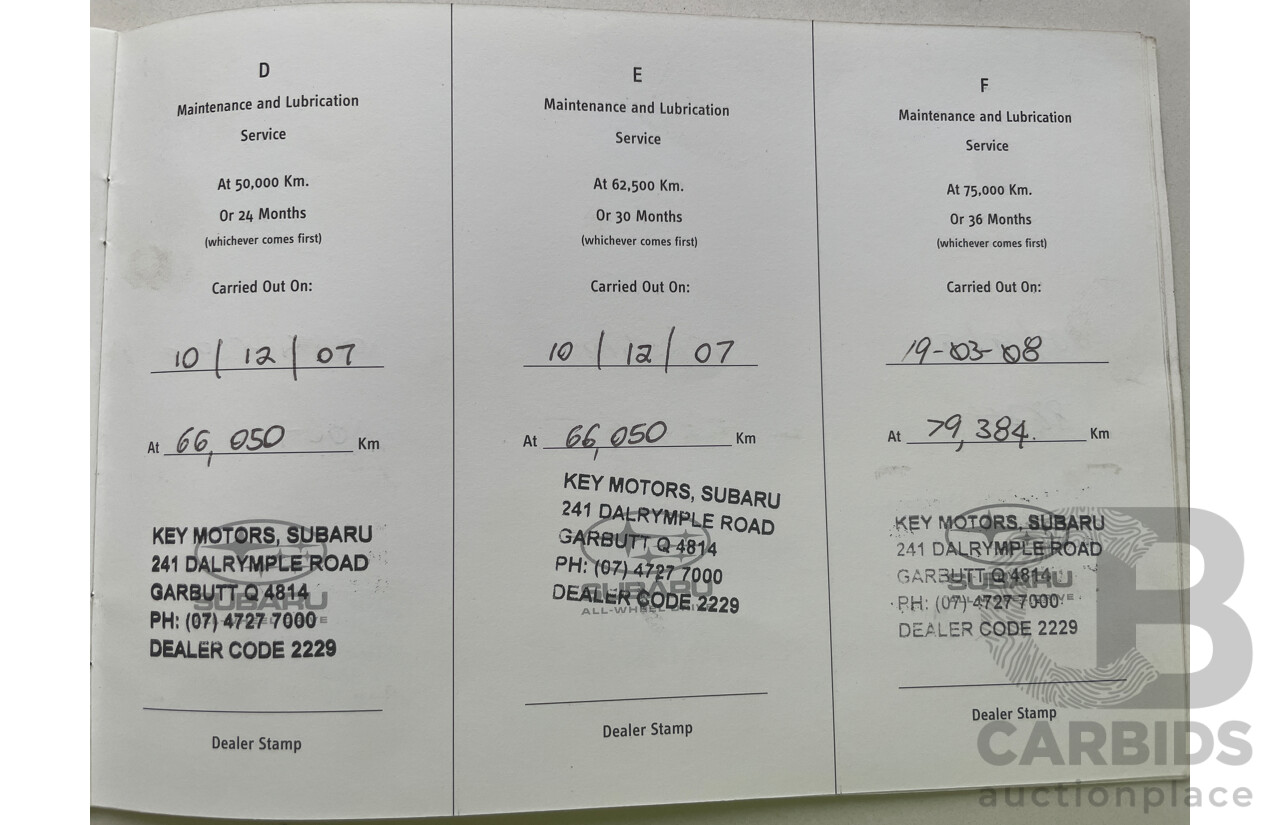 D
Maintenance and Lubrication
Service
At 50,000 Km.
Or 24 Months
(whichever comes first)
Carried Out On:
10 / 12 / 07
At 66,050 Km
KEY MOTORS, SUBARU
241 DALRYMPLE ROAD
GARBUTT Q 4814
SUBARU
PH: (07) 4727 7000
DEALER CODE 2229
Dealer Stamp
E
Maintenance and Lubrication
Service
At 62,500 Km.
Or 30 Months
(whichever comes first)
Carried Out On:
10 / 12 / 07
At 66,050 Km
KEY MOTORS, SUBARU
241 DALRYMPLE ROAD
GARBUTT Q 4814
PH: (07) 4727 7000
SUBARU
DEALER CODE 2229
ALL-WHEEL DRIVE
Dealer Stamp
F
Maintenance and Lubrication
Service
At 75,000 Km.
Or 36 Months
(whichever comes first)
Carried Out On:
19-03-08
At 79,384. Km
KEY MOTORS, SUBARU
241 DALRYMPLE ROAD
GARBUTT Q 4814
SUBARU
PH: (07) 4727 7000
DEALER CODE 2229
Dealer Stamp
B
CARBIDS
auctionplace